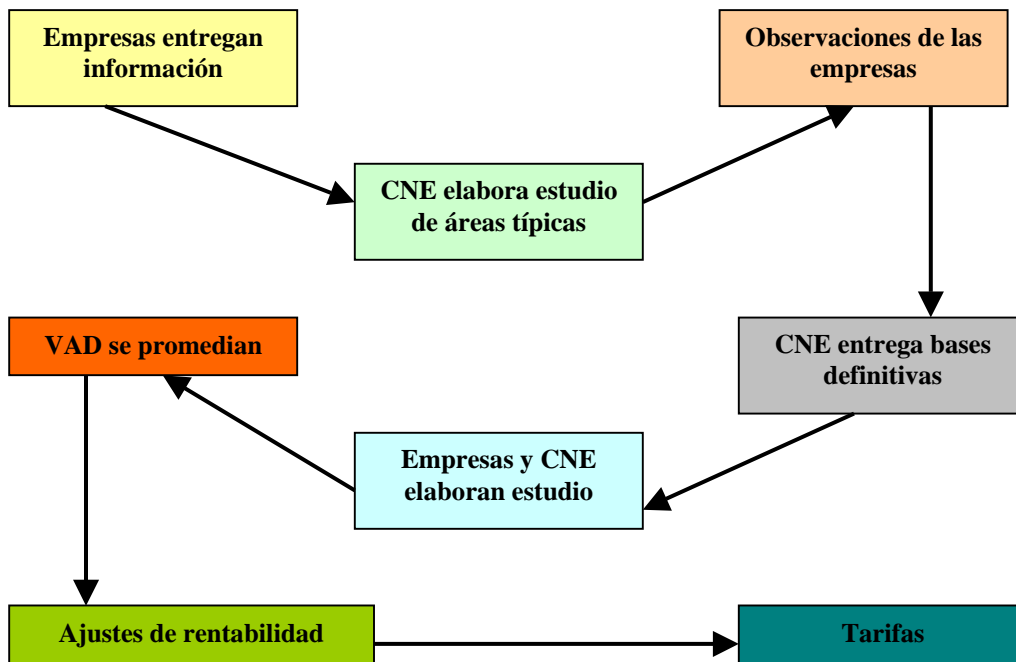 Empresas entregan
información
Observaciones de las
empresas
CNE elabora estudio
de áreas típicas
VAD se promedian
CNE entrega bases
definitivas
Empresas y CNE
elaboran estudio
Ajustes de rentabilidad
Tarifas